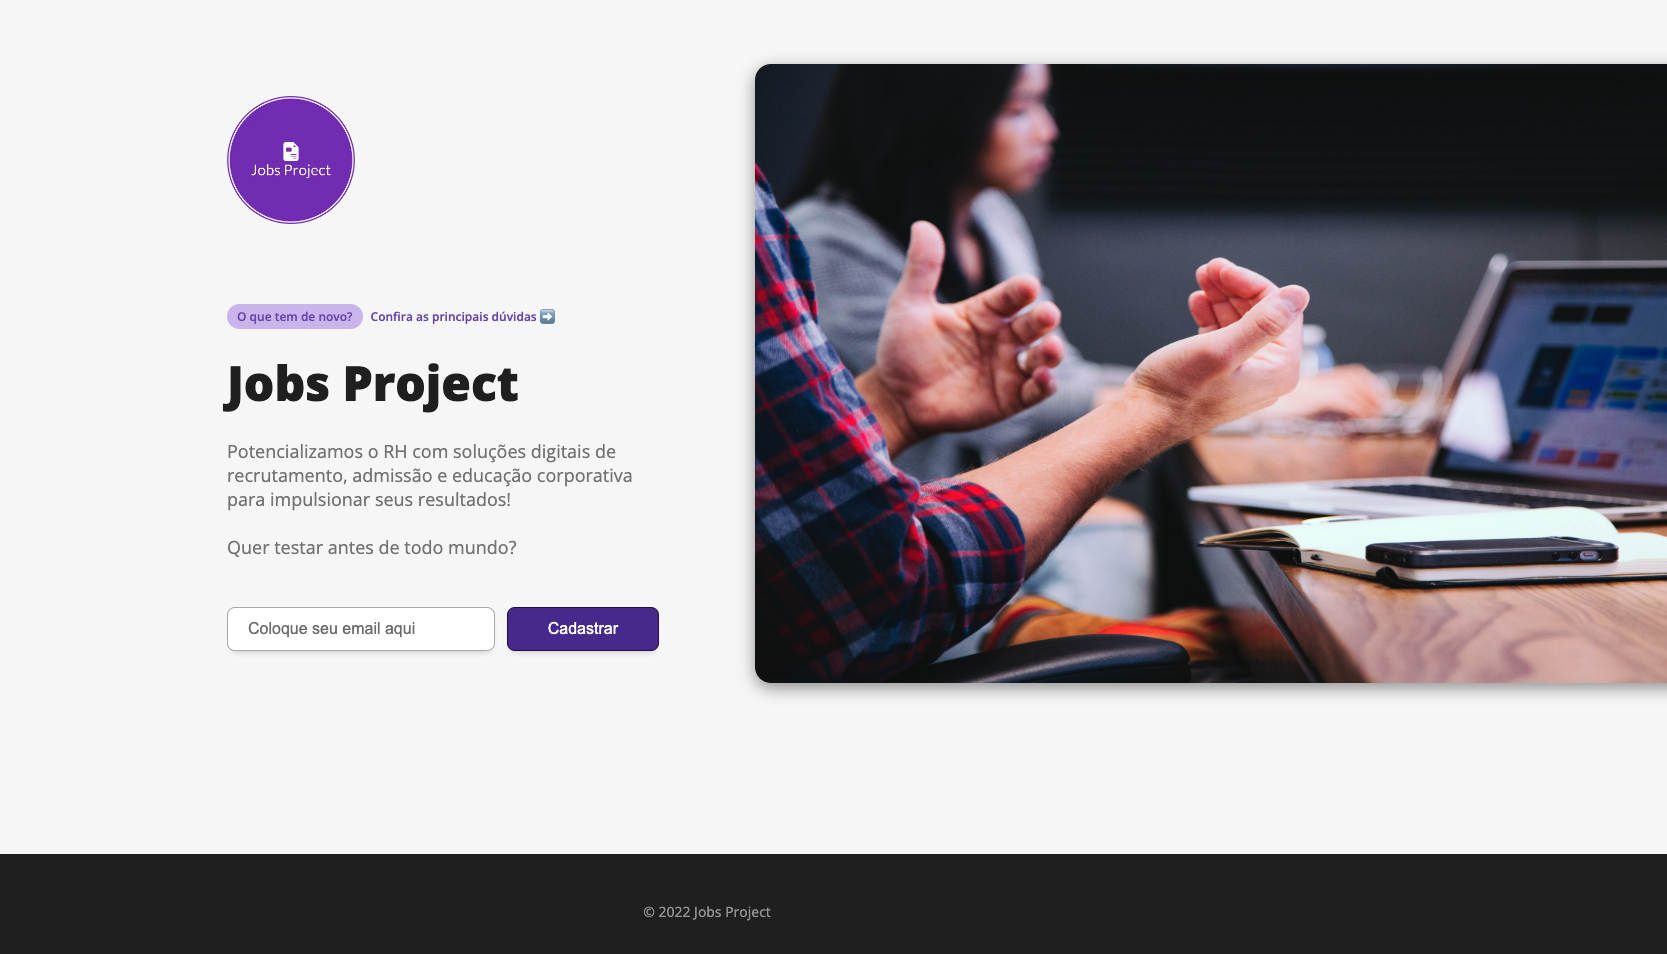 Jobs Project
O que tem de novo? Confira as principais dúvidas ➡️
Jobs Project
Potencializamos o RH com soluções digitais de
recrutamento, admissão e educação corporativa
para impulsionar seus resultados!
Quer testar antes de todo mundo?
Coloque seu email aqui
Cadastrar
© 2022 Jobs Project